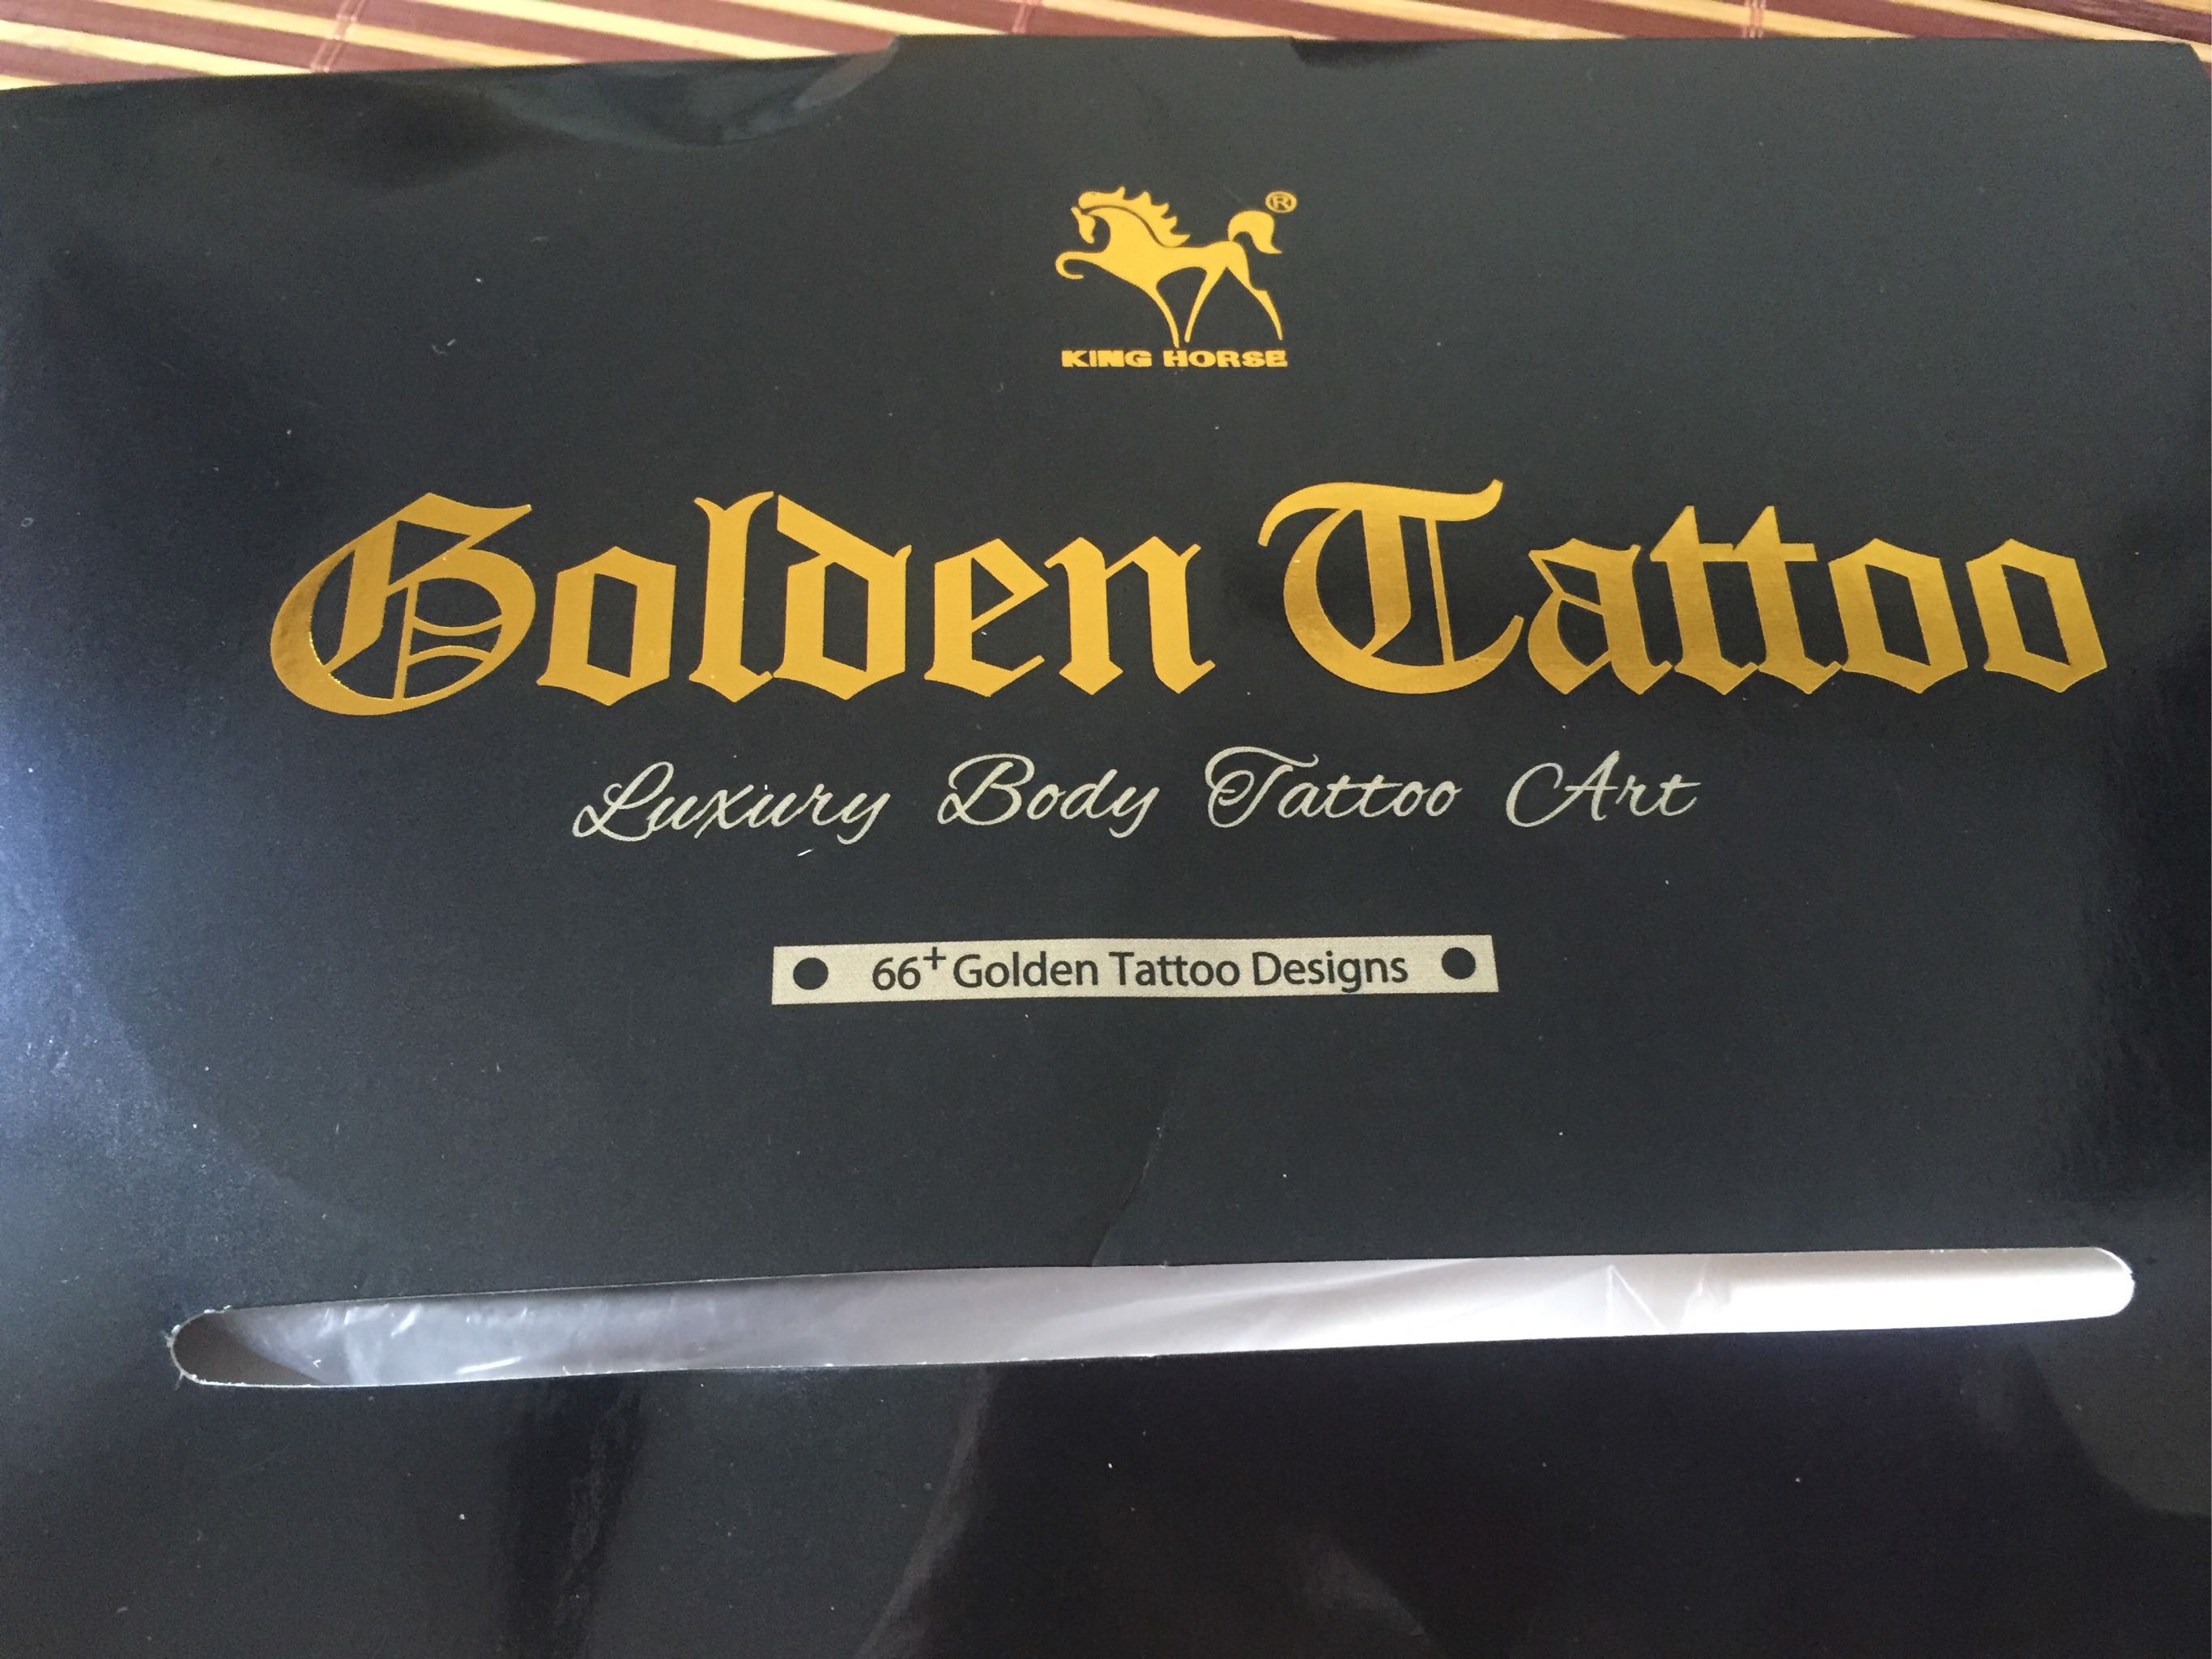 ®
KING HORSE
Golden Tattoo
Luxury Body Tattoo Art
66+ Golden Tattoo Designs